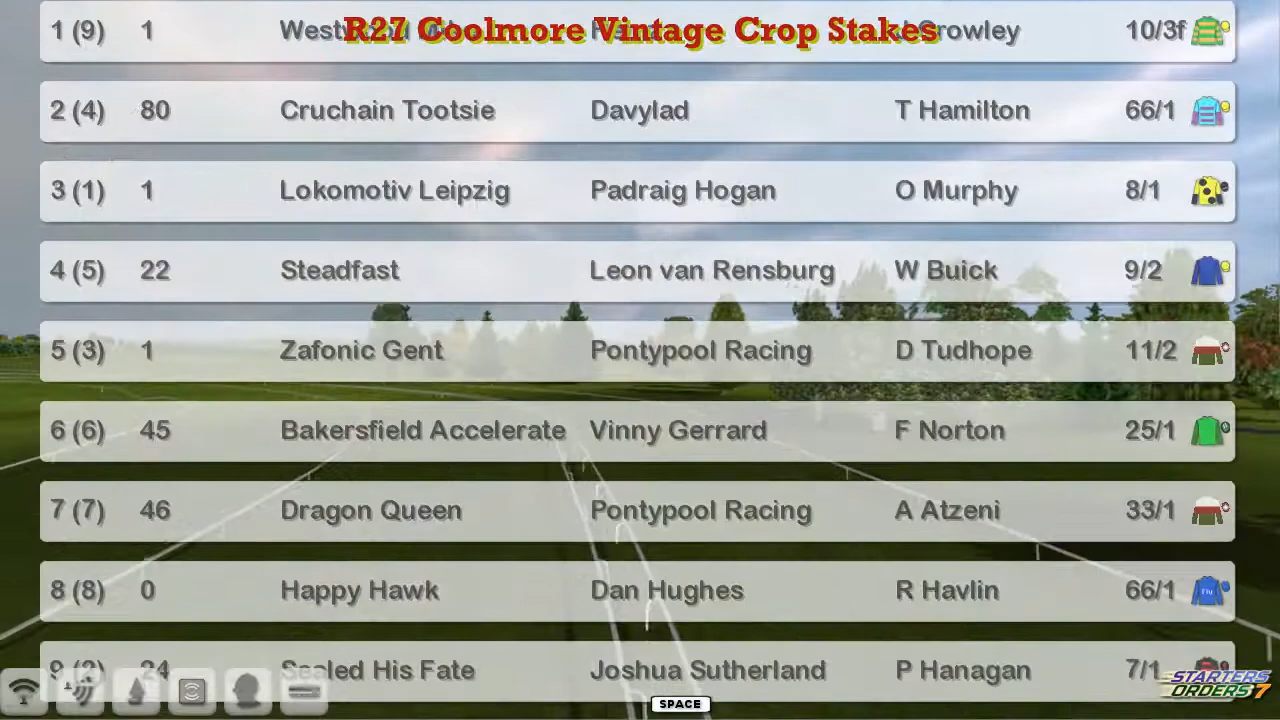 R27 Coolmore Vintage Crop Stakes
1 (9) 1 Crowley 10/3f
2 (4) 80 Cruchain Tootsie Davylad T Hamilton 66/1
3 (1) 1 Lokomotiv Leipzig Padraig Hogan O Murphy 8/1
4 (5) 22 Steadfast Leon van Rensburg W Buick 9/2
5 (3) 1 Zafonic Gent Pontypool Racing D Tudhope 11/2
6 (6) 45 Bakersfield Accelerate Vinny Gerrard F Norton 25/1
7 (7) 46 Dragon Queen Pontypool Racing A Atzeni 33/1
8 (8) 0 Happy Hawk Dan Hughes R Havlin 66/1
9 (2) 24 Sealed His Fate Joshua Sutherland P Hanagan 7/1
SPACE
STARTERS
ORDERS 7